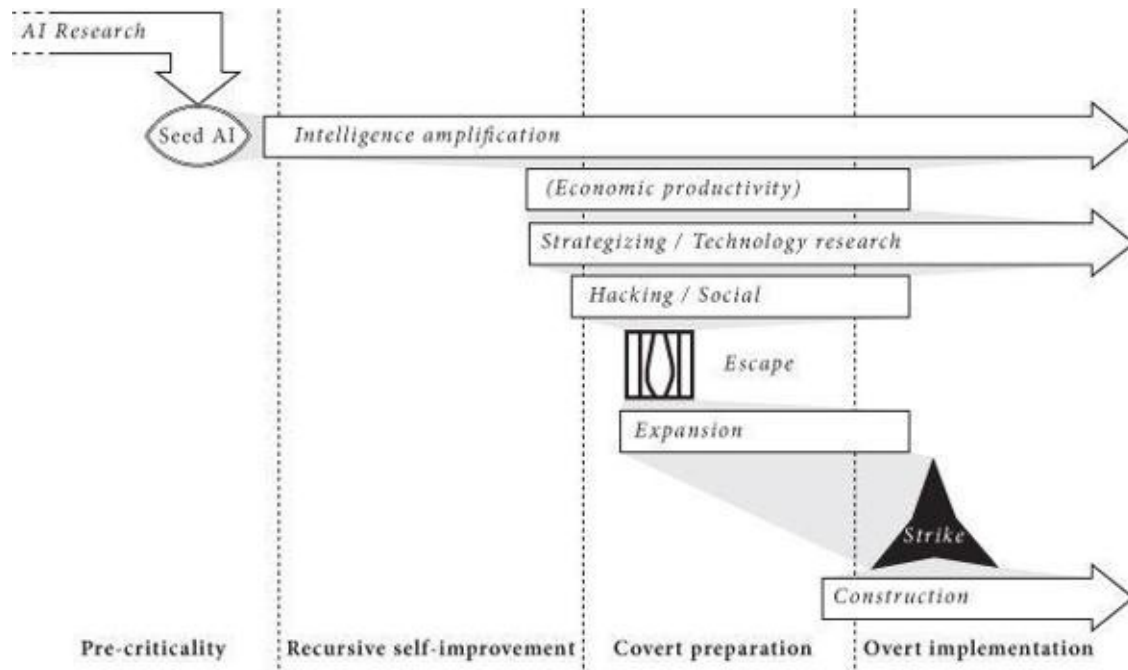 AI Research
Seed AI
Intelligence amplification
(Economic productivity)
Strategizing / Technology research
Hacking / Social
Escape
Expansion
Strike
Construction
Pre-criticality
Recursive self-improvement
Covert preparation
Overt implementation